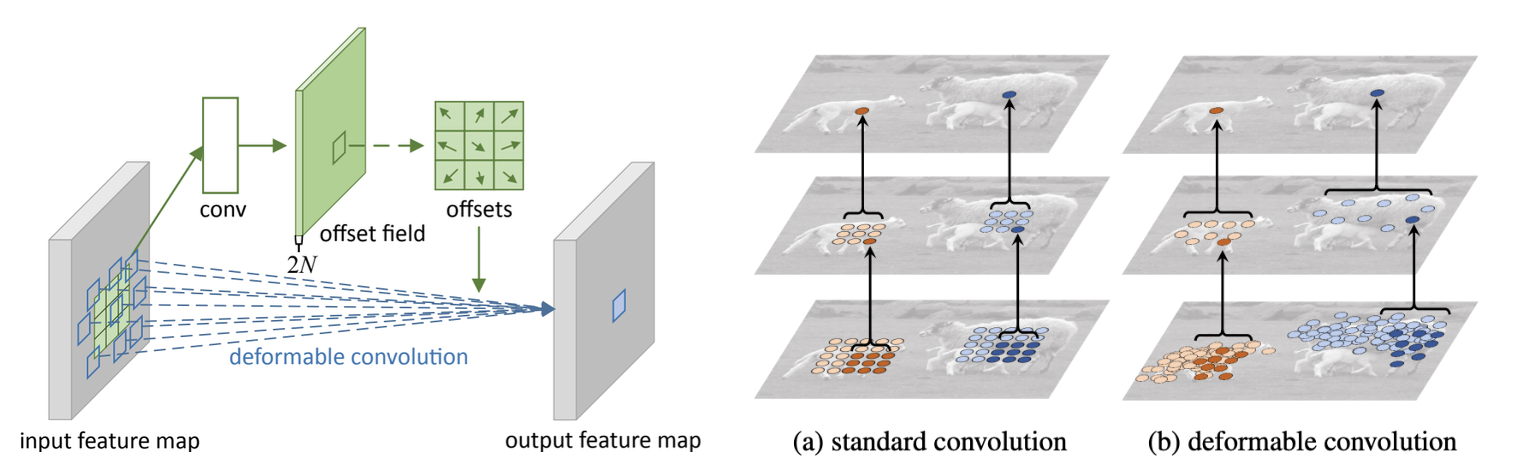 conv
offsets
offset field
2N
deformable convolution
input feature map
output feature map
(a) standard convolution
(b) deformable convolution